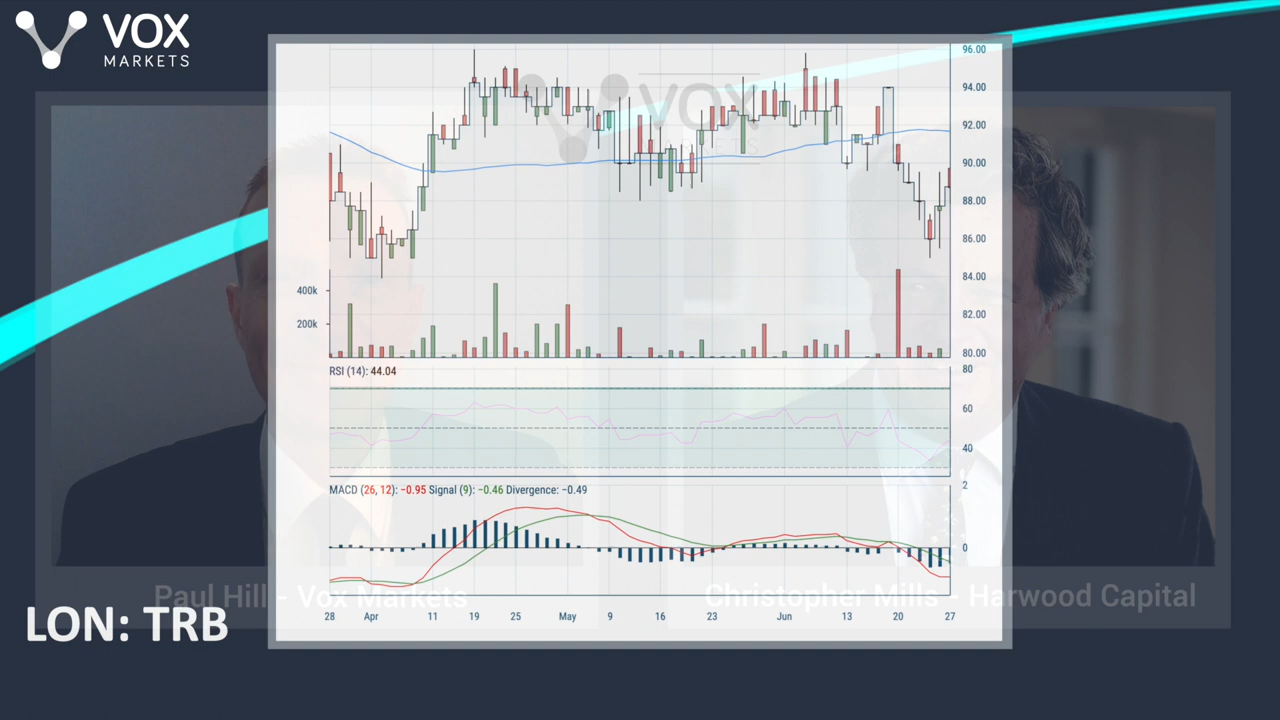 VOX
MARKETS
VOX
MARKETS
96.00
94.00
92.00
90.00
88.00
86.00
84.00
82.00
80.00
400k
200k
RSI (14): 44.04
80
60
40
MACD (26, 12): −0.95 Signal (9): −0.46 Divergence: −0.49
2
0
28 Apr 11 19 25 May 9 16 23 Jun 13 20 27
Paul Hill - Vox Markets
Christopher Mills - Harwood Capital
LON: TRB